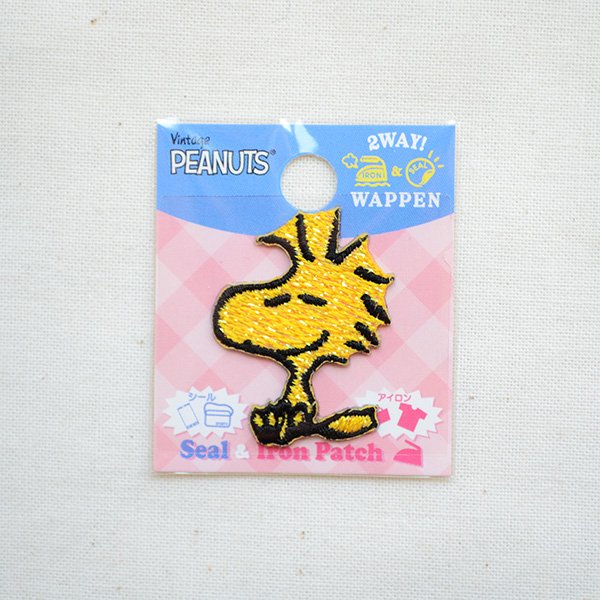 Vintage
PEANUTS®
2WAY!
IRON & SEAL
WAPPEN
シール
アイロン
Seal & Iron Patch